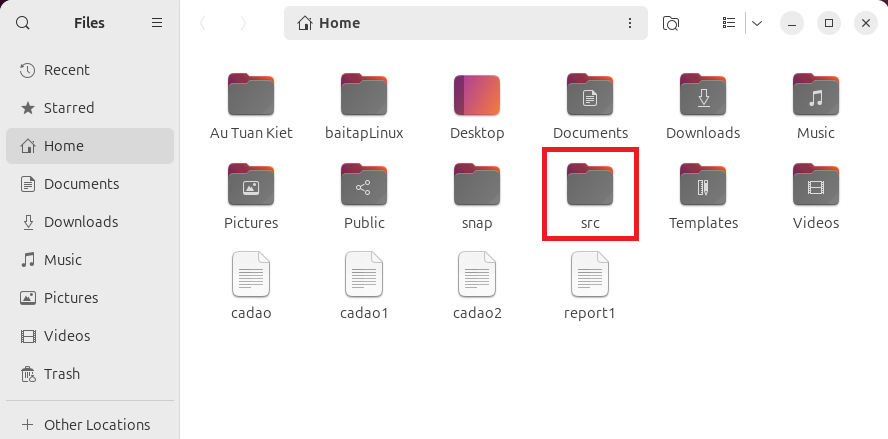 Files
Home
Recent
Starred
Home
Documents
Downloads
Music
Pictures
Videos
Trash
Other Locations
Au Tuan Kiet baitapLinux Desktop Documents Downloads Music
Pictures Public snap src Templates Videos
cadao cadao1 cadao2 report1